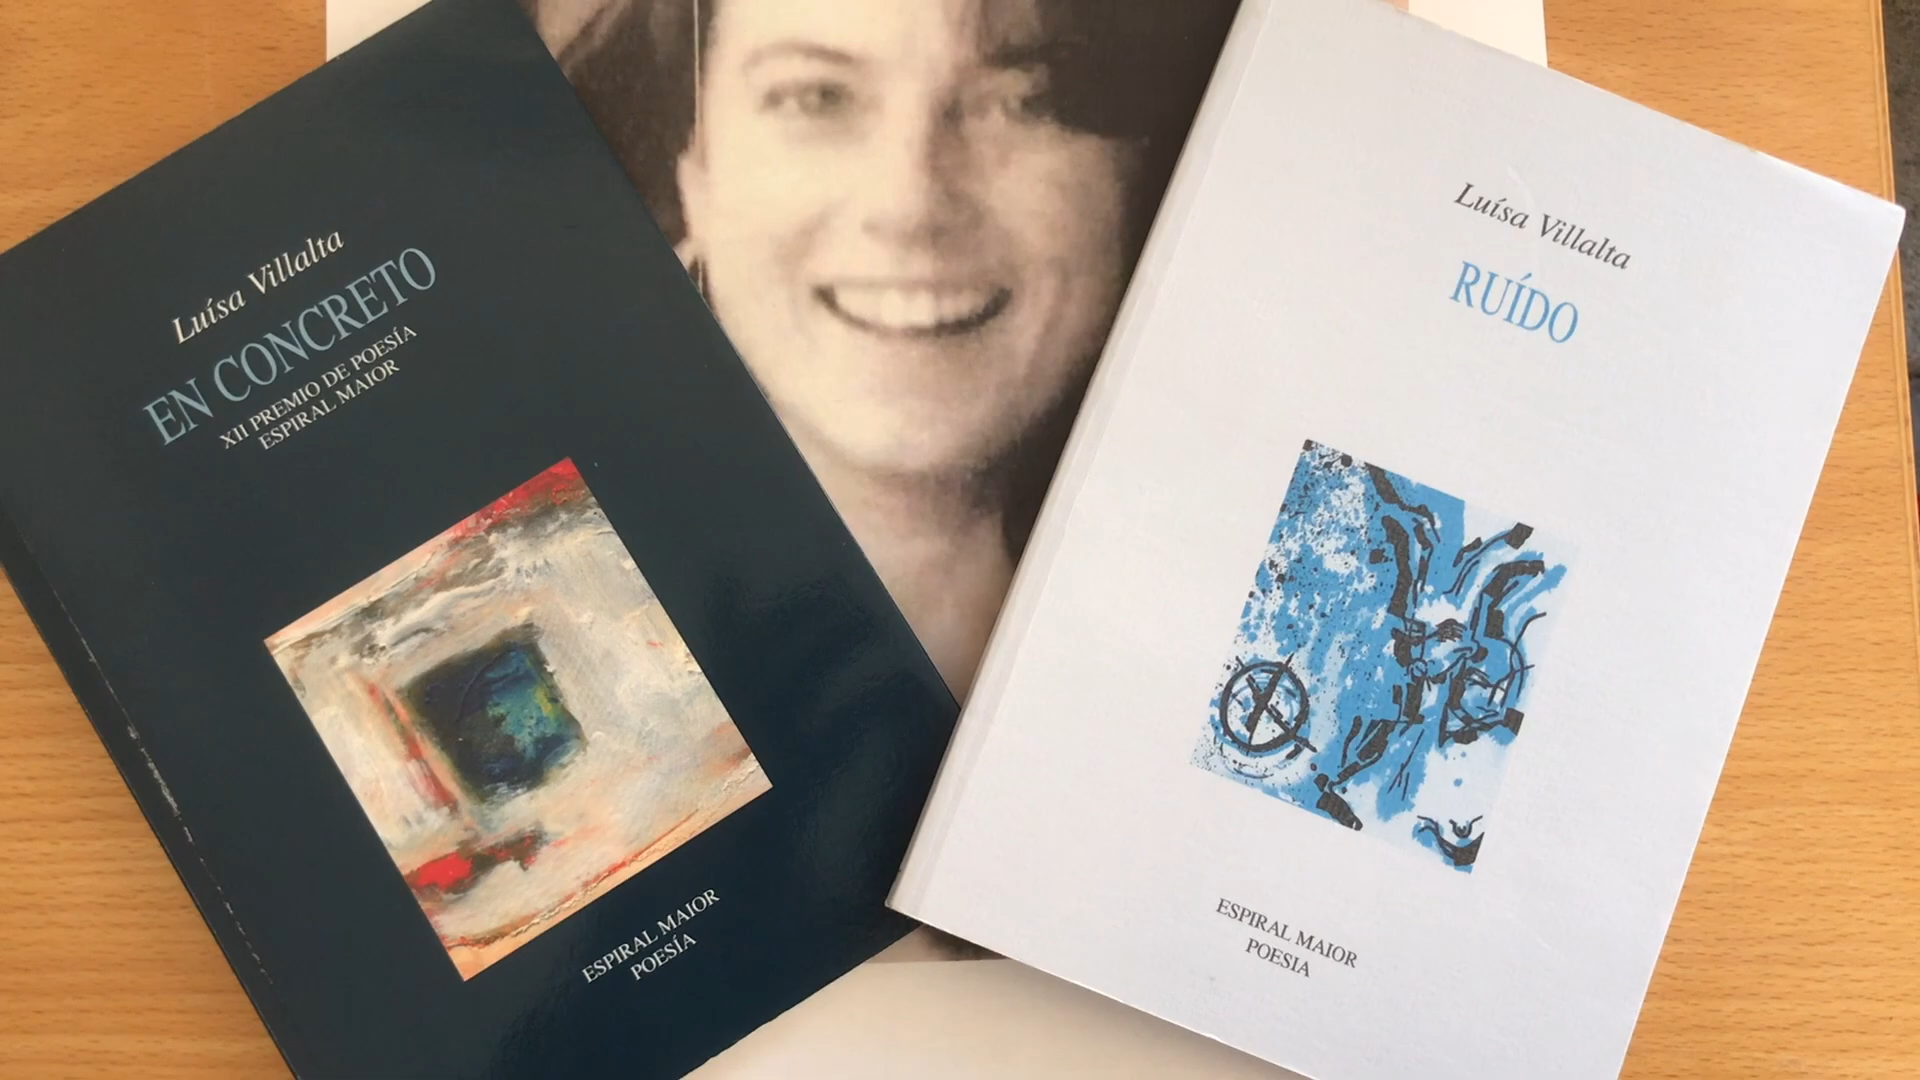 Luísa Villalta
EN CONCRETO
XII PREMIO DE POESÍA
ESPIRAL MAIOR
ESPIRAL MAIOR
POESÍA
Luísa Villalta
RUÍDO
ESPIRAL MAIOR
POESIA